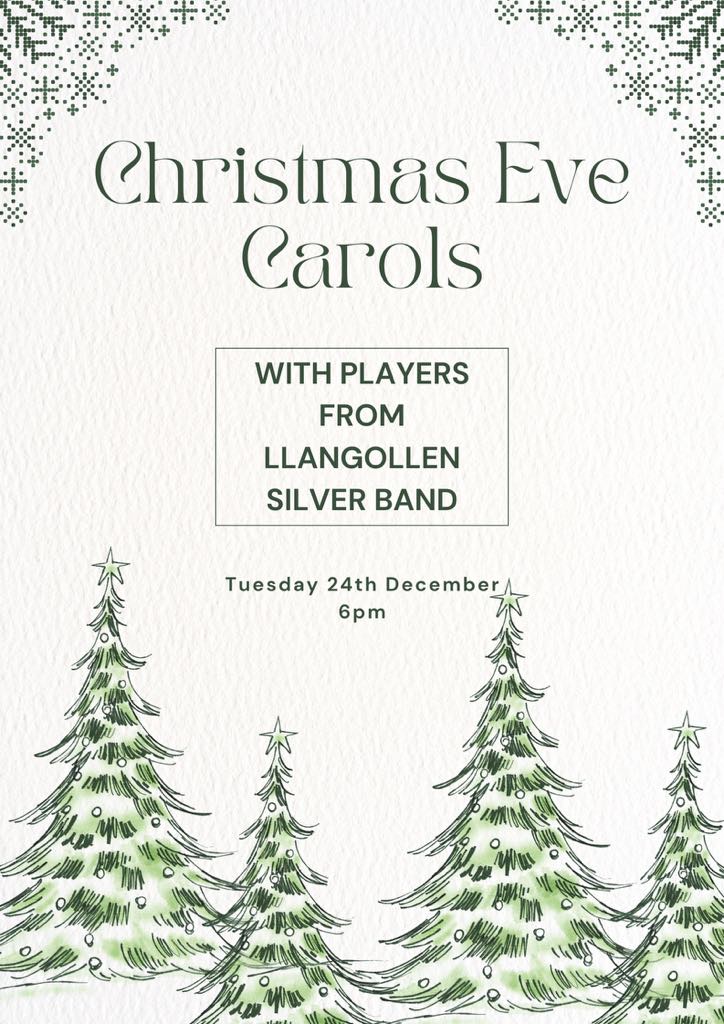 Christmas Eve
Carols
WITH PLAYERS
FROM
LLANGOLLEN
SILVER BAND
Tuesday 24th December
6pm